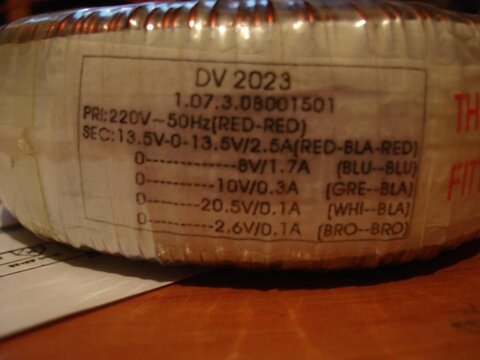 DV 2023
1.07.3.08001501
PRI:220V~50Hz(RED-RED)
SEC:13.5V-0-13.5V/2.5A(RED-BLA-RED)
0------------8V/1.7A (BLU--BLU)
0---------10V/0.3A (GRE--BLA)
0-------20.5V/0.1A (WHI--BLA)
0---------2.6V/0.1A (BRO--BRO)
TH
FITT